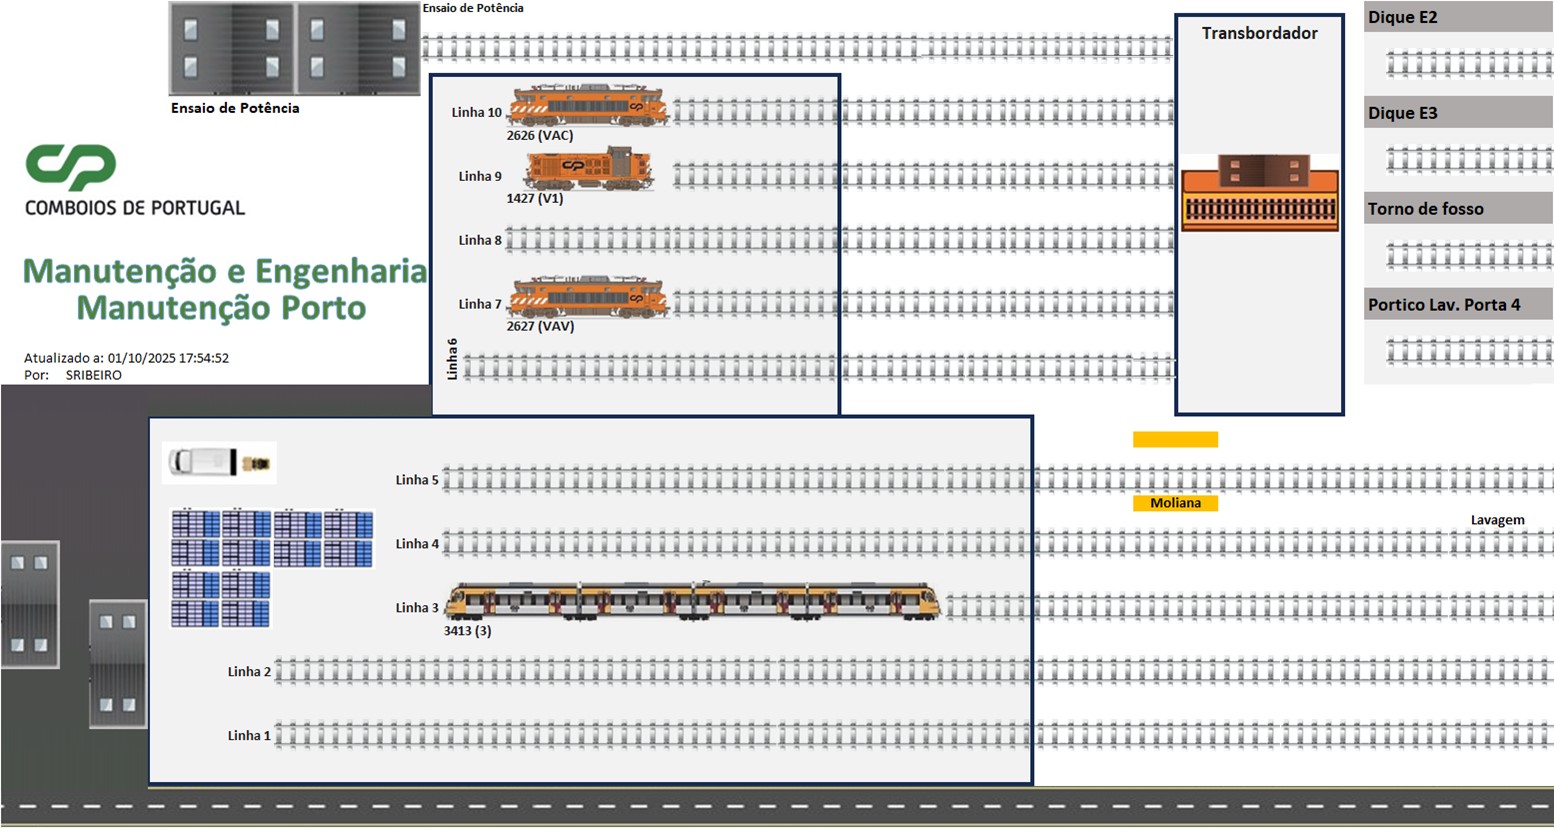 Ensaio de Potência
Ensaio de Potência
Transbordador
Dique E2
Dique E3
Torno de fosso
Portico Lav. Porta 4
CP
COMBOIOS DE PORTUGAL
Manutenção e Engenharia
Manutenção Porto
Atualizado a: 01/10/2025 17:54:52
Por: SRIBEIRO
Linha 10
2626 (VAC)
Linha 9
1427 (V1)
Linha 8
Linha 7
2627 (VAV)
Linha 6
Linha 5
Moliana
Lavagem
Linha 4
Linha 3
3413 (3)
Linha 2
Linha 1